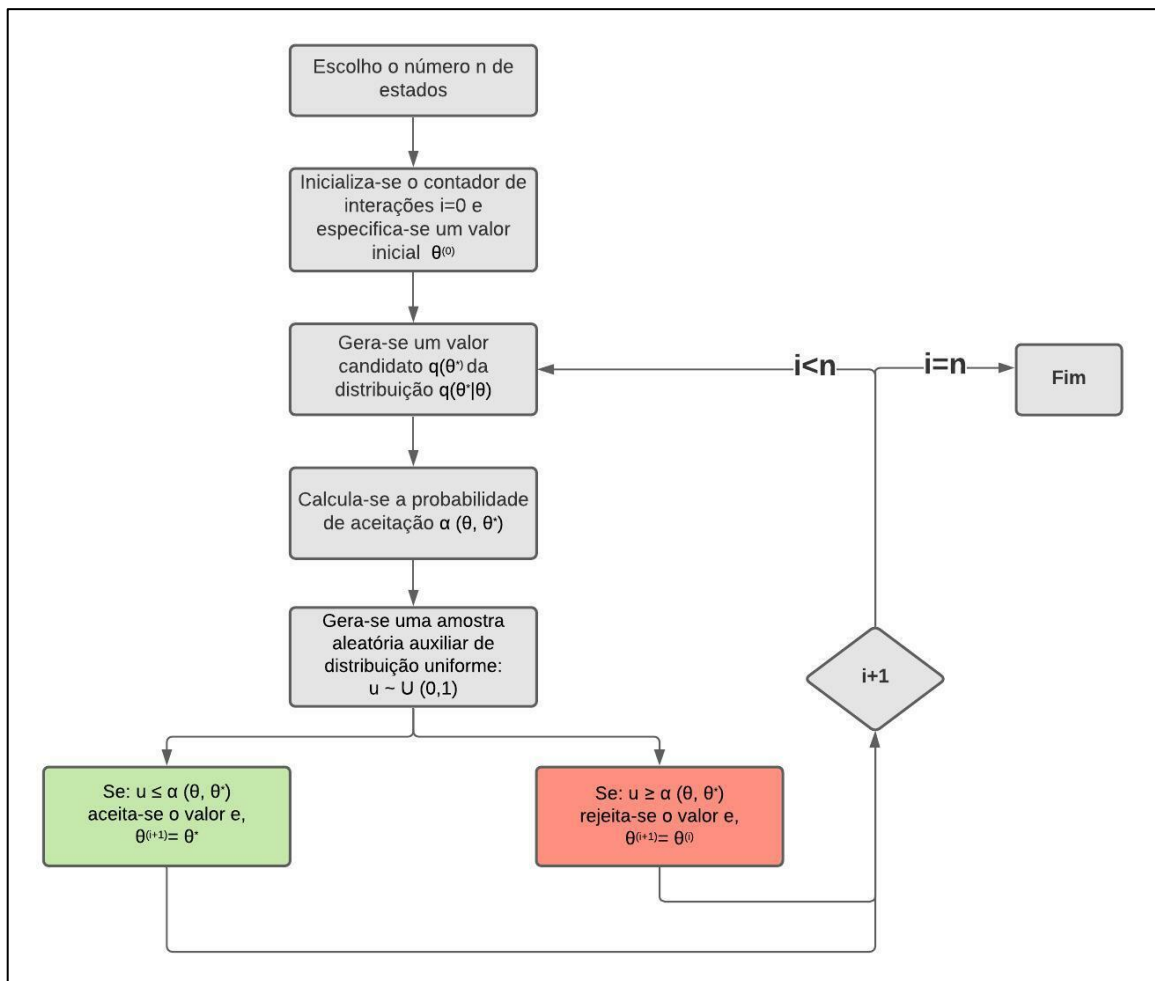 Escolho o número n de
estados
Inicializa-se o contador de
interações i=0 e
especifica-se um valor
inicial θ⁽⁰⁾
Gera-se um valor
candidato q(θ*) da
distribuição q(θ*|θ)
i<n
i=n
Fim
Calcula-se a probabilidade
de aceitação α (θ, θ*)
Gera-se uma amostra
aleatória auxiliar de
distribuição uniforme:
u ~ U (0,1)
i+1
Se: u ≤ α (θ, θ*)
aceita-se o valor e,
θ⁽ⁱ⁺¹⁾= θ*
Se: u ≥ α (θ, θ*)
rejeita-se o valor e,
θ⁽ⁱ⁺¹⁾= θ⁽ⁱ⁾